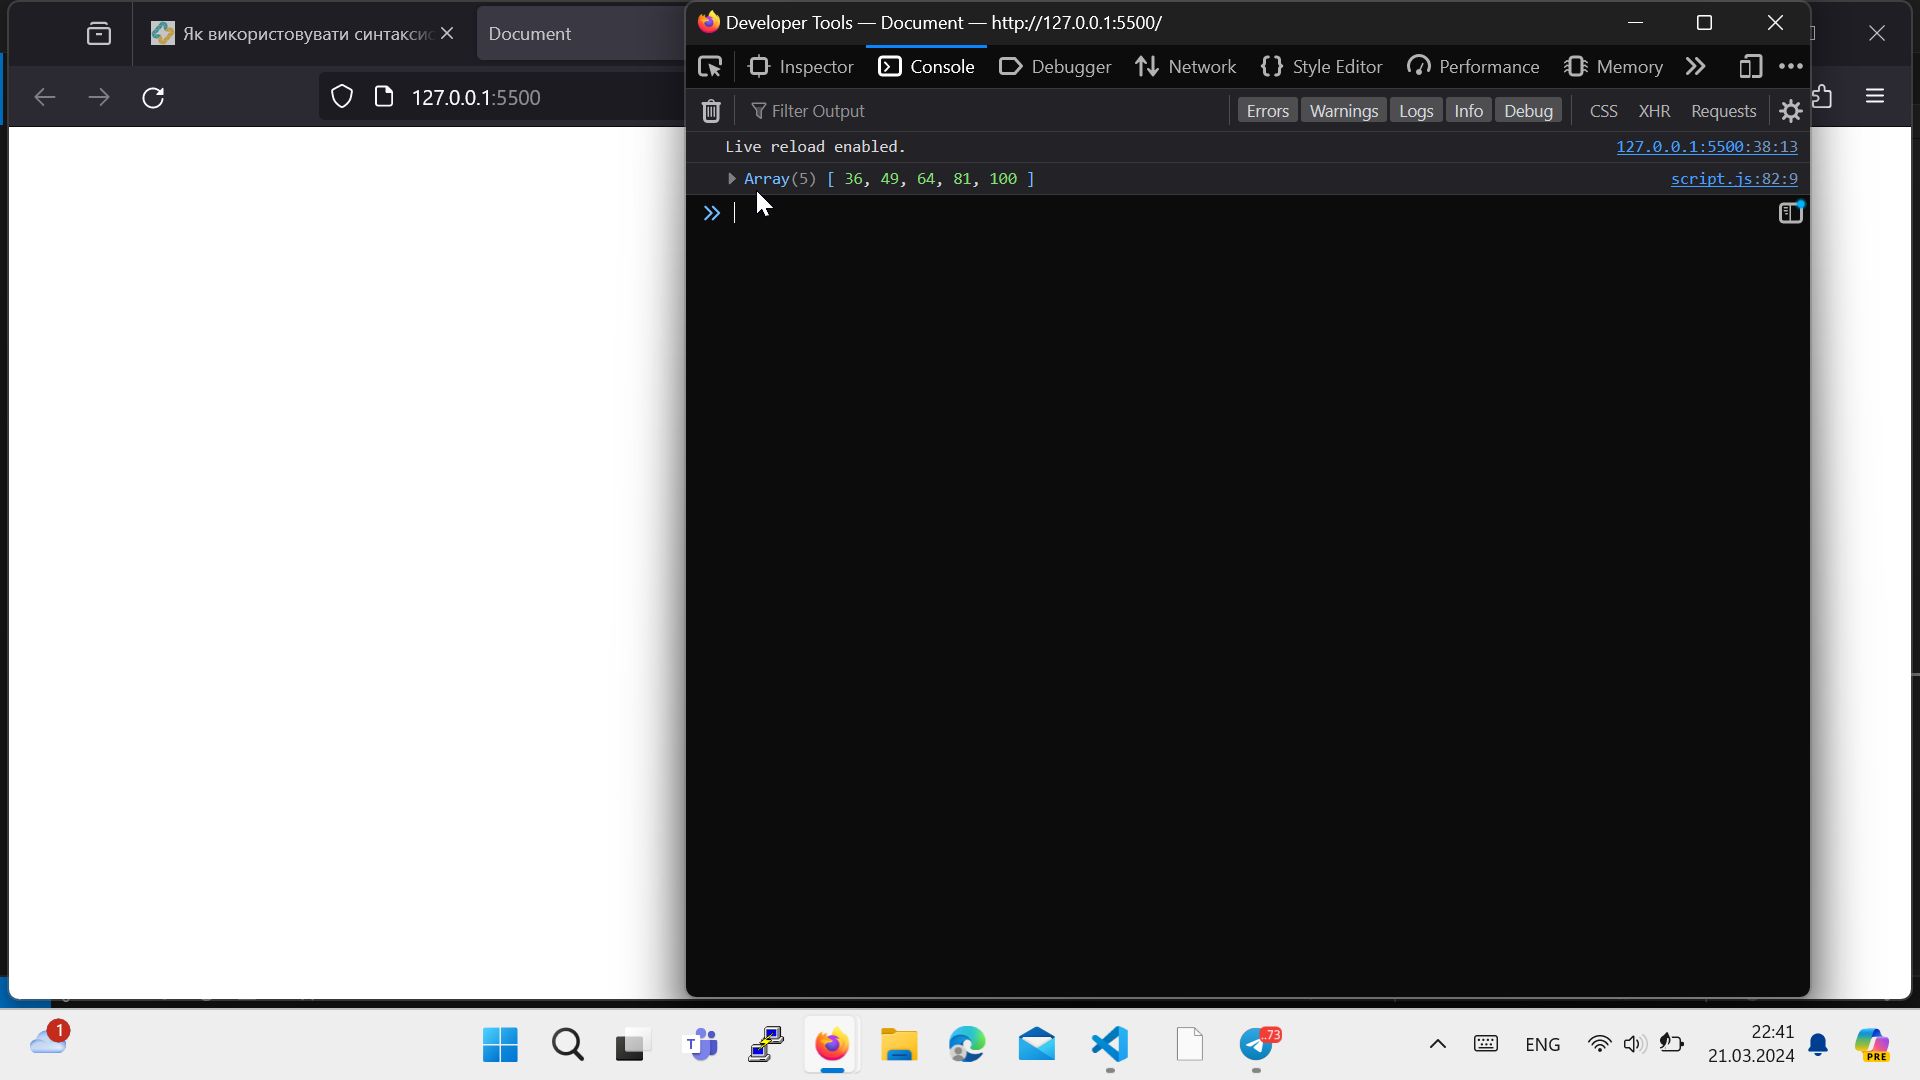 Як використовувати синтаксис
Document
127.0.0.1:5500
Developer Tools — Document — http://127.0.0.1:5500/
Inspector
Console
Debugger
Network
Style Editor
Performance
Memory
Filter Output
Errors
Warnings
Logs
Info
Debug
CSS
XHR
Requests
Live reload enabled.
127.0.0.1:5500:38:13
Array(5) [ 36, 49, 64, 81, 100 ]
script.js:82:9
1
T
..73
ENG
22:41
21.03.2024
PRE